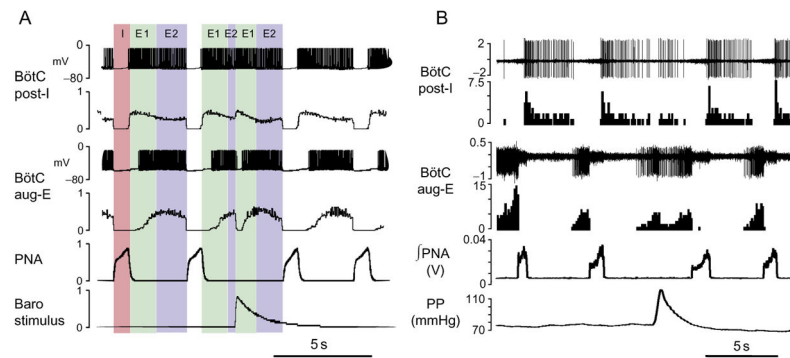 A
I E1 E2 E1 E2 E1 E2
0
mV
−80
BötC
post-I
1
0
0
mV
−80
BötC
aug-E
1
0
PNA
1
0
Baro
stimulus
1
0
5 s
B
BötC
post-I
2
−2
7.5
0
BötC
aug-E
0.5
−1
15
0
∫PNA
(V)
0.04
0
PP
(mmHg)
110
70
5 s